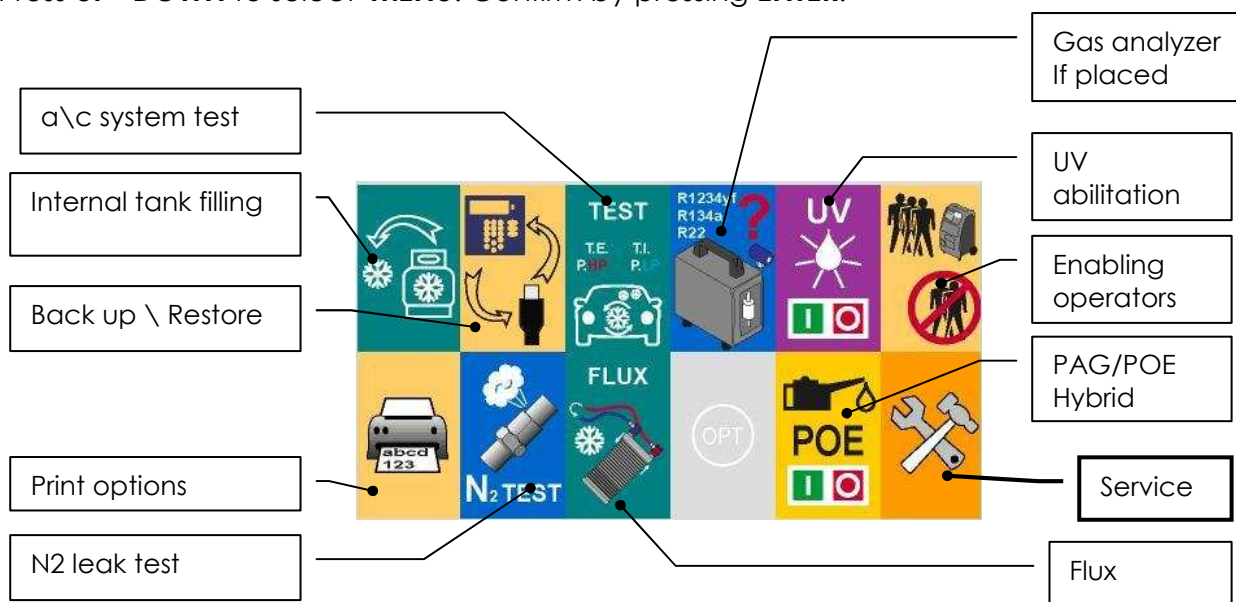 Press UP - DOWN to select MENU. Confirm by pressing ENTER.
Gas analyzer
If placed
a\c system test
UV
abilitation
Internal tank filling
Enabling
operators
Back up \ Restore
PAG/POE
Hybrid
Print options
Service
N2 leak test
Flux
TEST
T.E. T.I.
P.HP P.LP
R1234yf
R134a
R22
?
UV
I O
abcd
123
N2 TEST
FLUX
OPT
POE
I O